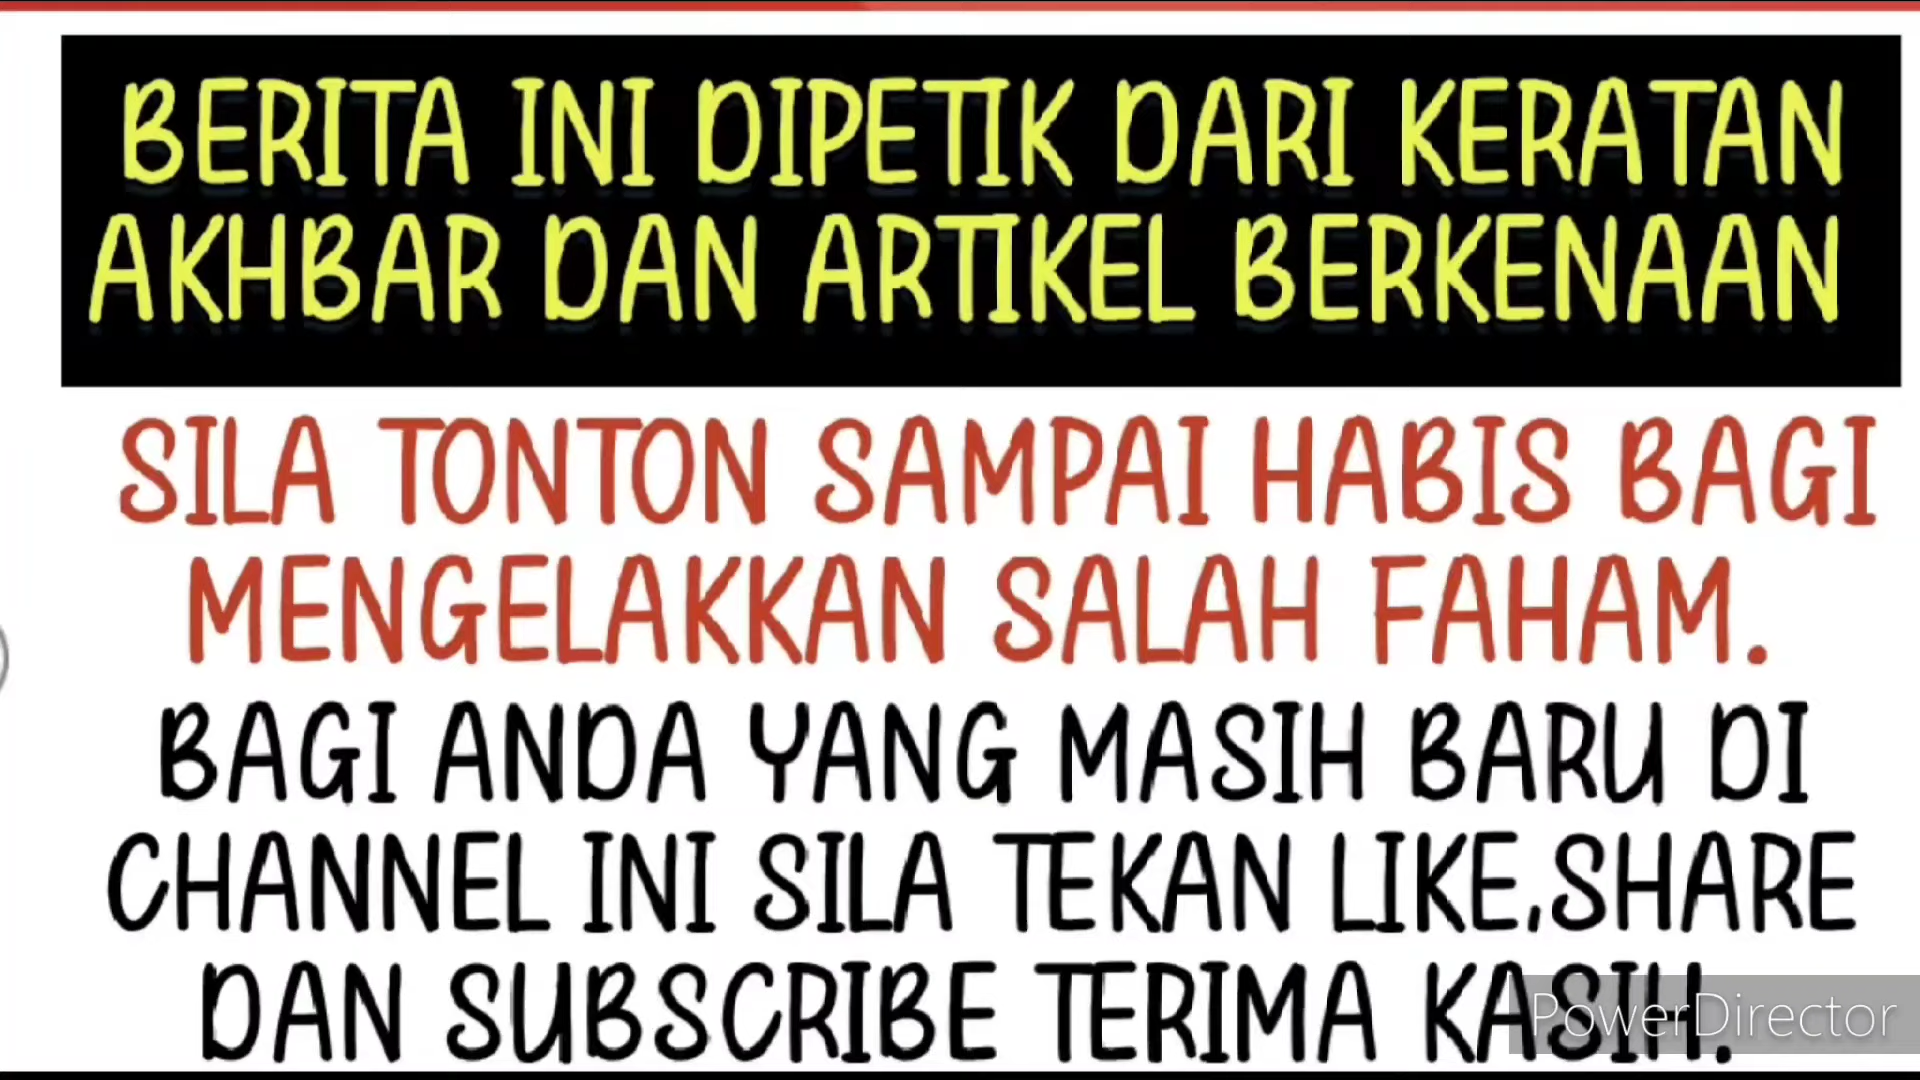 BERITA INI DIPETIK DARI KERATAN
AKHBAR DAN ARTIKEL BERKENAAN
SILA TONTON SAMPAI HABIS BAGI
MENGELAKKAN SALAH FAHAM.
BAGI ANDA YANG MASIH BARU DI
CHANNEL INI SILA TEKAN LIKE,SHARE
DAN SUBSCRIBE TERIMA KASIH.
PowerDirector